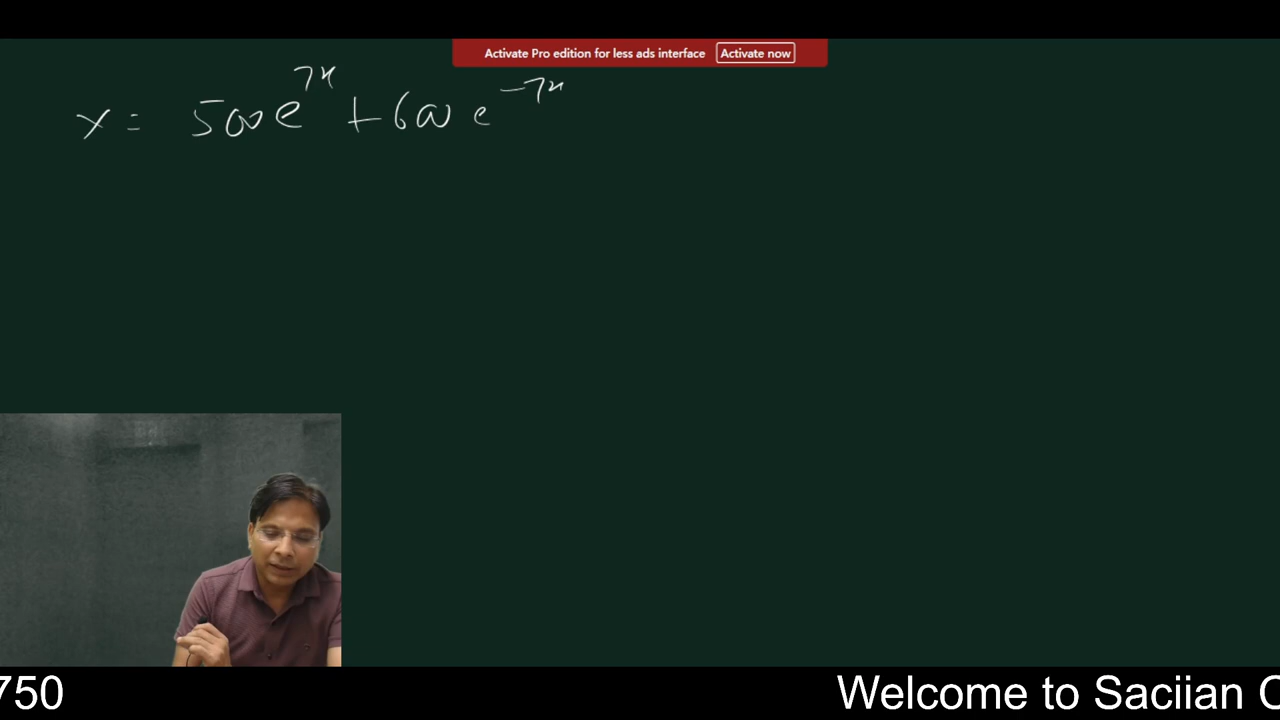 Activate Pro edition for less ads interface Activate now
x = 500e^{7x} + 600e^{-7x}
750 Welcome to Saciian C